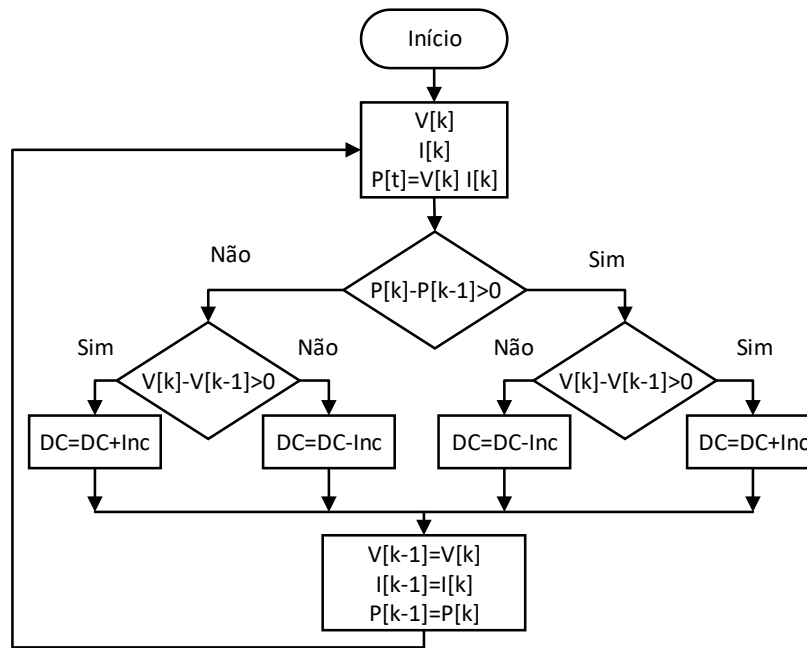 Início
V[k]
I[k]
P[t]=V[k] I[k]
Não
Sim
P[k]-P[k-1]>0
Sim
Não
Não
Sim
V[k]-V[k-1]>0
V[k]-V[k-1]>0
DC=DC+Inc
DC=DC-Inc
DC=DC-Inc
DC=DC+Inc
V[k-1]=V[k]
I[k-1]=I[k]
P[k-1]=P[k]